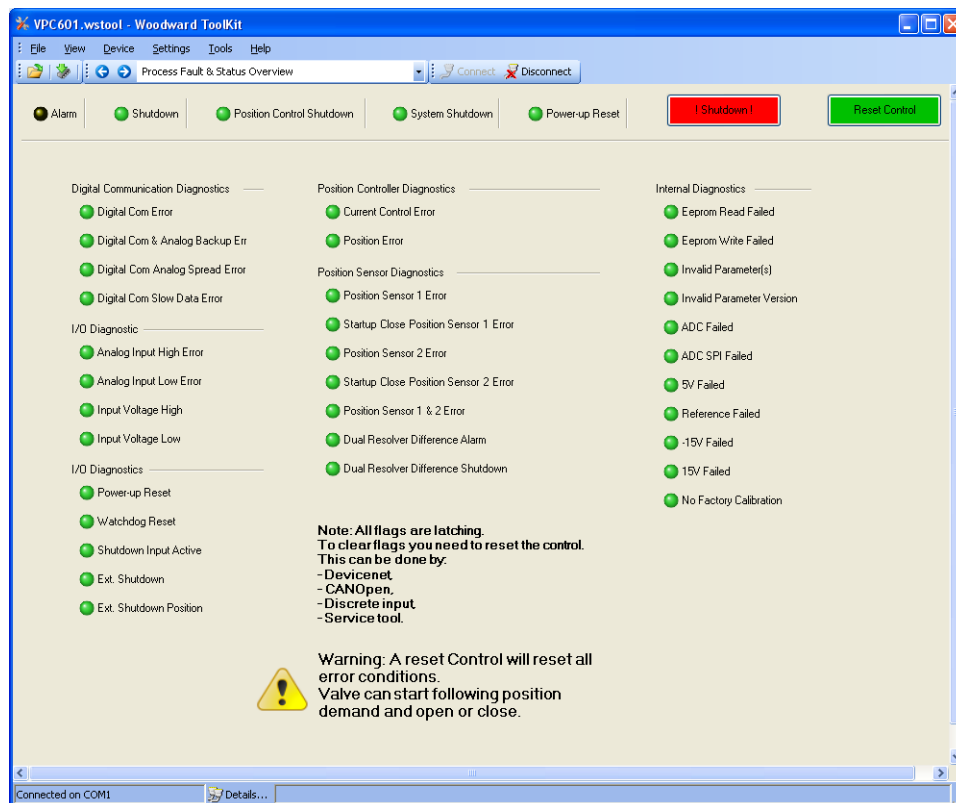 VPC601.wstool - Woodward ToolKit
File View Device Settings Tools Help
Process Fault & Status Overview Connect Disconnect
Alarm Shutdown Position Control Shutdown System Shutdown Power-up Reset ! Shutdown ! Reset Control
Digital Communication Diagnostics
Digital Com Error
Digital Com & Analog Backup Err
Digital Com Analog Spread Error
Digital Com Slow Data Error
I/O Diagnostic
Analog Input High Error
Analog Input Low Error
Input Voltage High
Input Voltage Low
I/O Diagnostics
Power-up Reset
Watchdog Reset
Shutdown Input Active
Ext. Shutdown
Ext. Shutdown Position
Position Controller Diagnostics
Current Control Error
Position Error
Position Sensor Diagnostics
Position Sensor 1 Error
Startup Close Position Sensor 1 Error
Position Sensor 2 Error
Startup Close Position Sensor 2 Error
Position Sensor 1 & 2 Error
Dual Resolver Difference Alarm
Dual Resolver Difference Shutdown
Note: All flags are latching.
To clear flags you need to reset the control.
This can be done by:
- Devicenet,
- CANOpen,
- Discrete input,
- Service tool.
Warning: A reset Control will reset all
error conditions.
Valve can start following position
demand and open or close.
Internal Diagnostics
Eeprom Read Failed
Eeprom Write Failed
Invalid Parameter(s)
Invalid Parameter Version
ADC Failed
ADC SPI Failed
5V Failed
Reference Failed
-15V Failed
15V Failed
No Factory Calibration
Connected on COM1 Details...